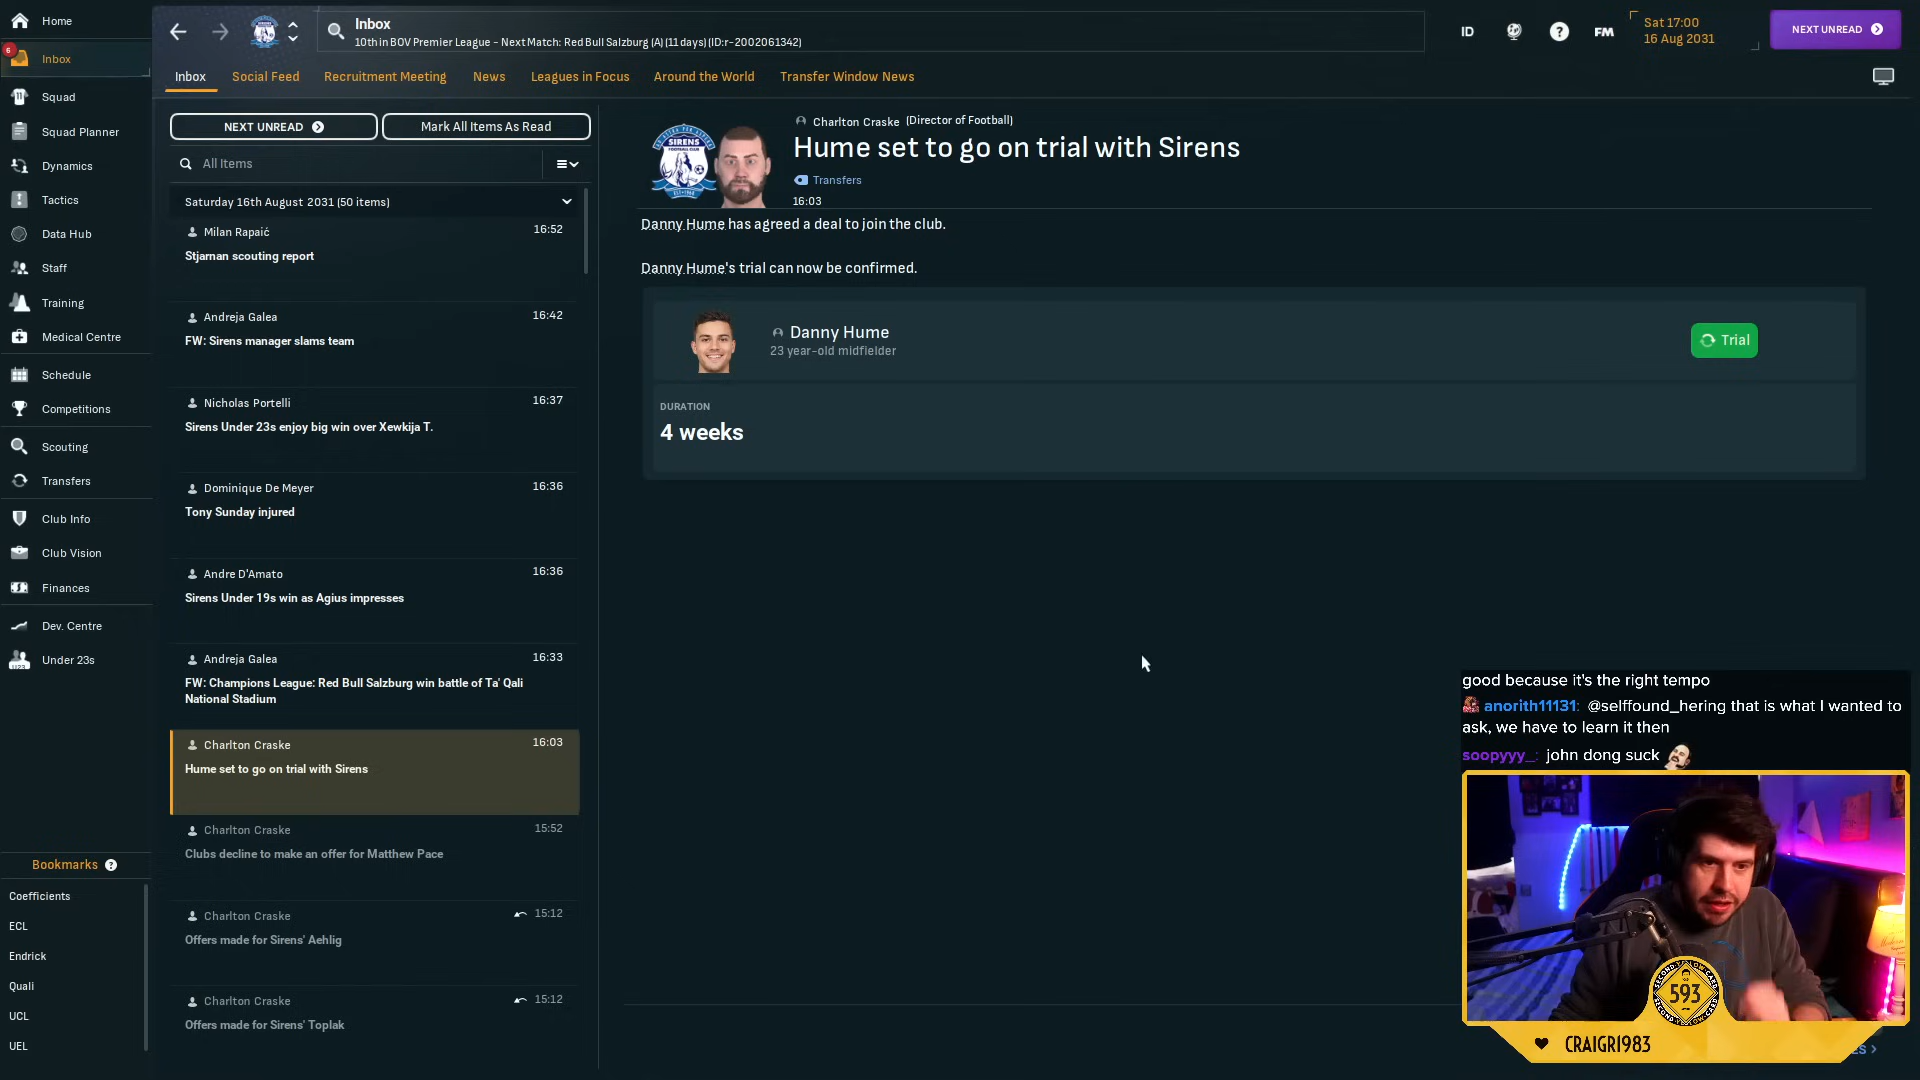 Home
6
Inbox
Squad
Squad Planner
Dynamics
Tactics
Data Hub
Staff
Training
Medical Centre
Schedule
Competitions
Scouting
Transfers
Club Info
Club Vision
Finances
Dev. Centre
Under 23s
Bookmarks ?
Coefficients
ECL
Endrick
Quali
UCL
UEL
Inbox
10th in BOV Premier League - Next Match: Red Bull Salzburg (A) (11 days) (ID:r-2002061342)
ID
?
FM
Sat 17:00
16 Aug 2031
NEXT UNREAD
Inbox
Social Feed
Recruitment Meeting
News
Leagues in Focus
Around the World
Transfer Window News
NEXT UNREAD
Mark All Items As Read
All Items
Saturday 16th August 2031 (50 items)
Milan Rapaić 16:52
Stjarnan scouting report
Andreja Galea 16:42
FW: Sirens manager slams team
Nicholas Portelli 16:37
Sirens Under 23s enjoy big win over Xewkija T.
Dominique De Meyer 16:36
Tony Sunday injured
Andre D'Amato 16:36
Sirens Under 19s win as Agius impresses
Andreja Galea 16:33
FW: Champions League: Red Bull Salzburg win battle of Ta' Qali
National Stadium
Charlton Craske 16:03
Hume set to go on trial with Sirens
Charlton Craske 15:52
Clubs decline to make an offer for Matthew Pace
Charlton Craske 15:12
Offers made for Sirens' Aehlig
Charlton Craske 15:12
Offers made for Sirens' Toplak
SIRENS
Charlton Craske (Director of Football)
Hume set to go on trial with Sirens
Transfers
16:03
Danny Hume has agreed a deal to join the club.
Danny Hume's trial can now be confirmed.
Danny Hume
23 year-old midfielder
Trial
DURATION
4 weeks
good because it's the right tempo
anorith11131: @selffound_hering that is what I wanted to
ask, we have to learn it then
soopyyy_: john dong suck
593
CRAIGR1983